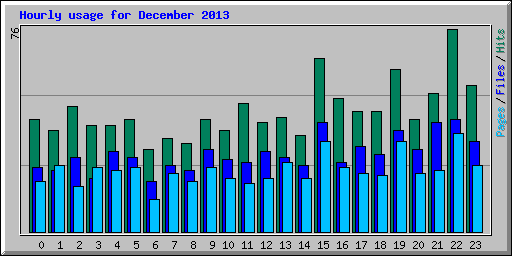 Hourly usage for December 2013
76
Pages / Files / Hits
0 1 2 3 4 5 6 7 8 9 10 11 12 13 14 15 16 17 18 19 20 21 22 23